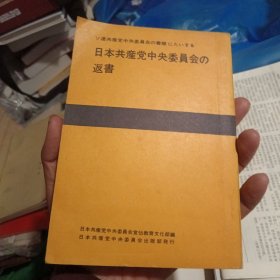 ソ連共産党中央委員会の書簡にたいする
日本共産党中央委員会の
返書
日本共産党中央委員会宣伝教育文化部編
日本共産党中央委員会出版部発行